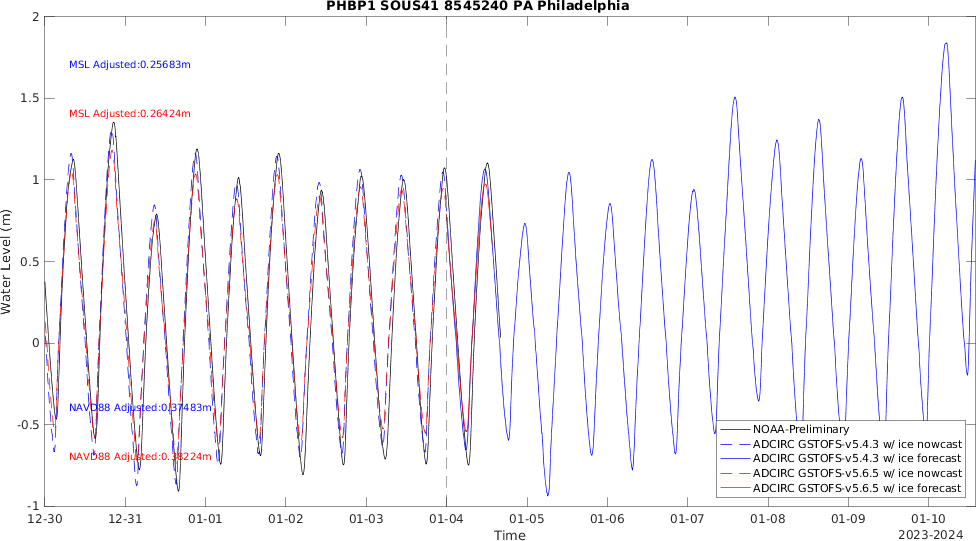 PHBP1 SOUS41 8545240 PA Philadelphia
2
1.5
1
0.5
0
-0.5
-1
Water Level (m)
MSL Adjusted:0.25683m
MSL Adjusted:0.26424m
NAVD88 Adjusted:0.37483m
NAVD88 Adjusted:0.38224m
NOAA-Preliminary
ADCIRC GSTOFS-v5.4.3 w/ ice nowcast
ADCIRC GSTOFS-v5.4.3 w/ ice forecast
ADCIRC GSTOFS-v5.6.5 w/ ice nowcast
ADCIRC GSTOFS-v5.6.5 w/ ice forecast
12-30 12-31 01-01 01-02 01-03 01-04 01-05 01-06 01-07 01-08 01-09 01-10
Time
2023-2024